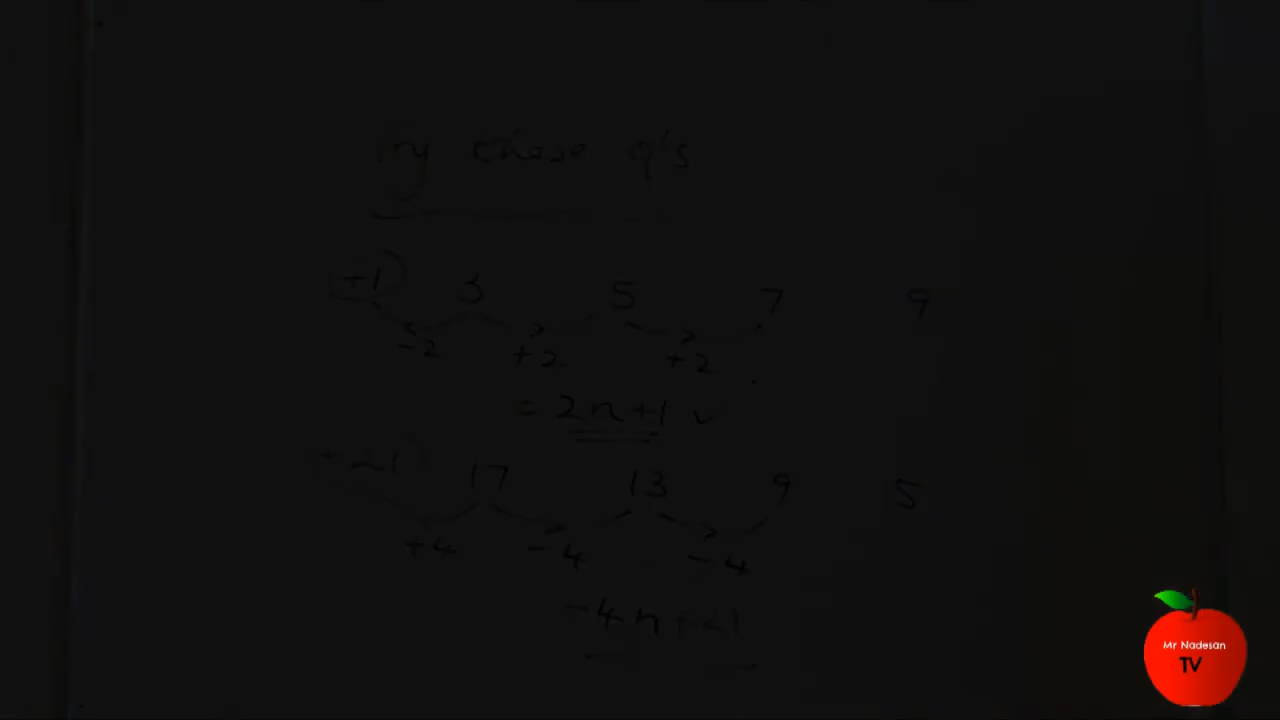 Try these Q's
+1 3 5 7 9
-2 +2 +2
= 2n+1 ✓
+21 17 13 9 5
+4 -4 -4
-4n+21
Mr Nadesan
TV